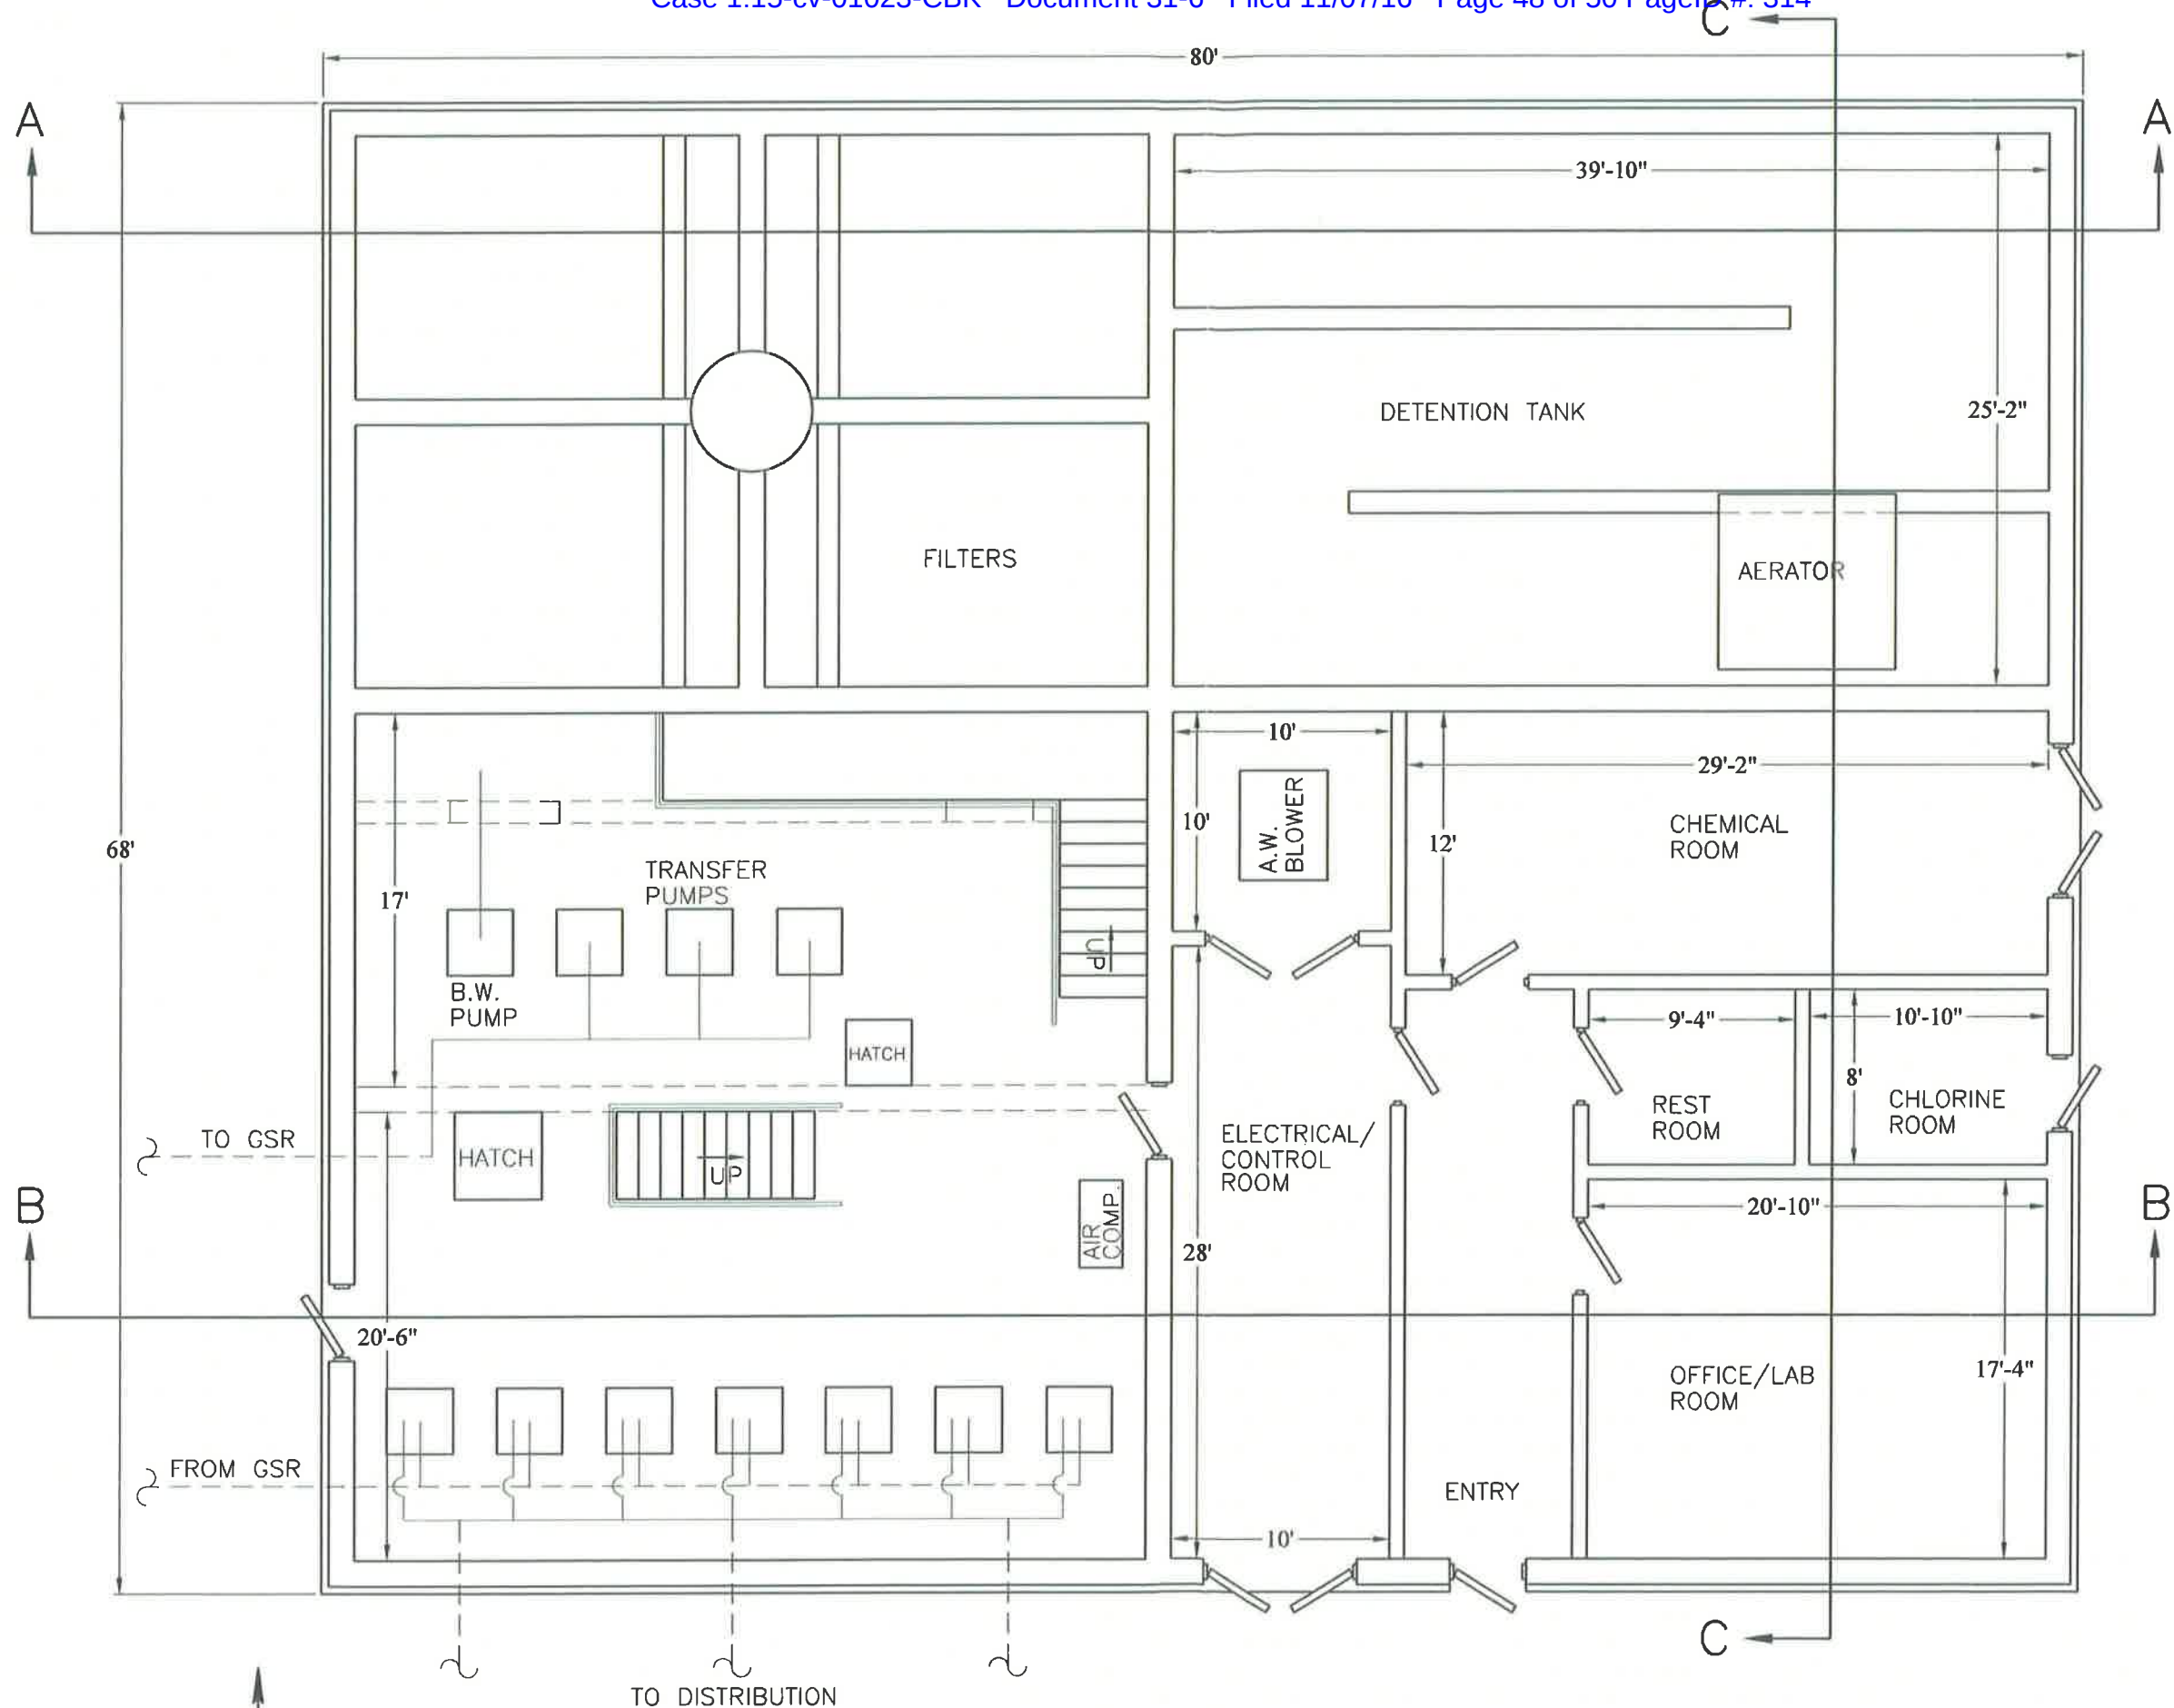 C
80'
A
A
39'-10"
DETENTION TANK
25'-2"
FILTERS
AERATOR
10'
29'-2"
A.W.
BLOWER
10'
CHEMICAL
ROOM
12'
68'
17'
TRANSFER
PUMPS
UP
B.W.
PUMP
HATCH
9'-4"
10'-10"
8'
REST
ROOM
CHLORINE
ROOM
TO GSR
HATCH
UP
ELECTRICAL/
CONTROL
ROOM
AIR
COMP.
B
B
20'-10"
28'
20'-6"
OFFICE/LAB
ROOM
17'-4"
FROM GSR
ENTRY
10'
C
TO DISTRIBUTION